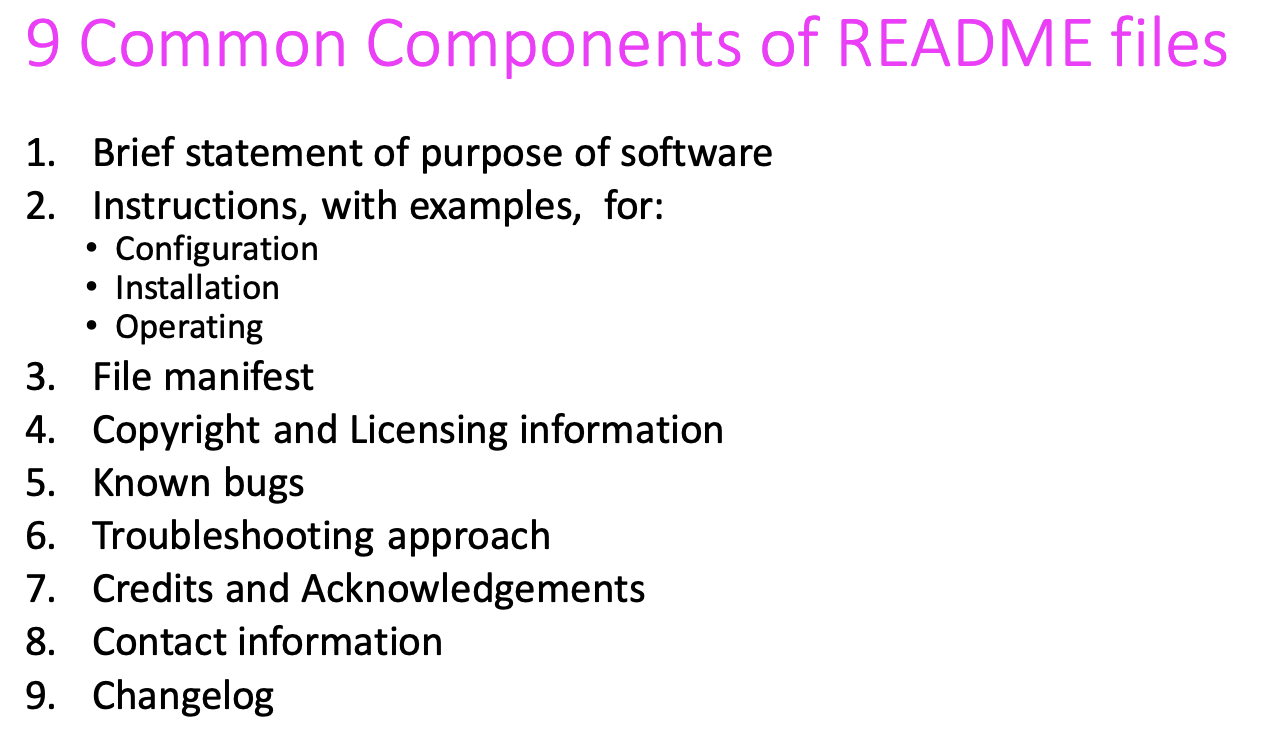 9 Common Components of README files
1. Brief statement of purpose of software
2. Instructions, with examples,  for:
• Configuration
• Installation
• Operating
3. File manifest
4. Copyright and Licensing information
5. Known bugs
6. Troubleshooting approach
7. Credits and Acknowledgements
8. Contact information
9. Changelog